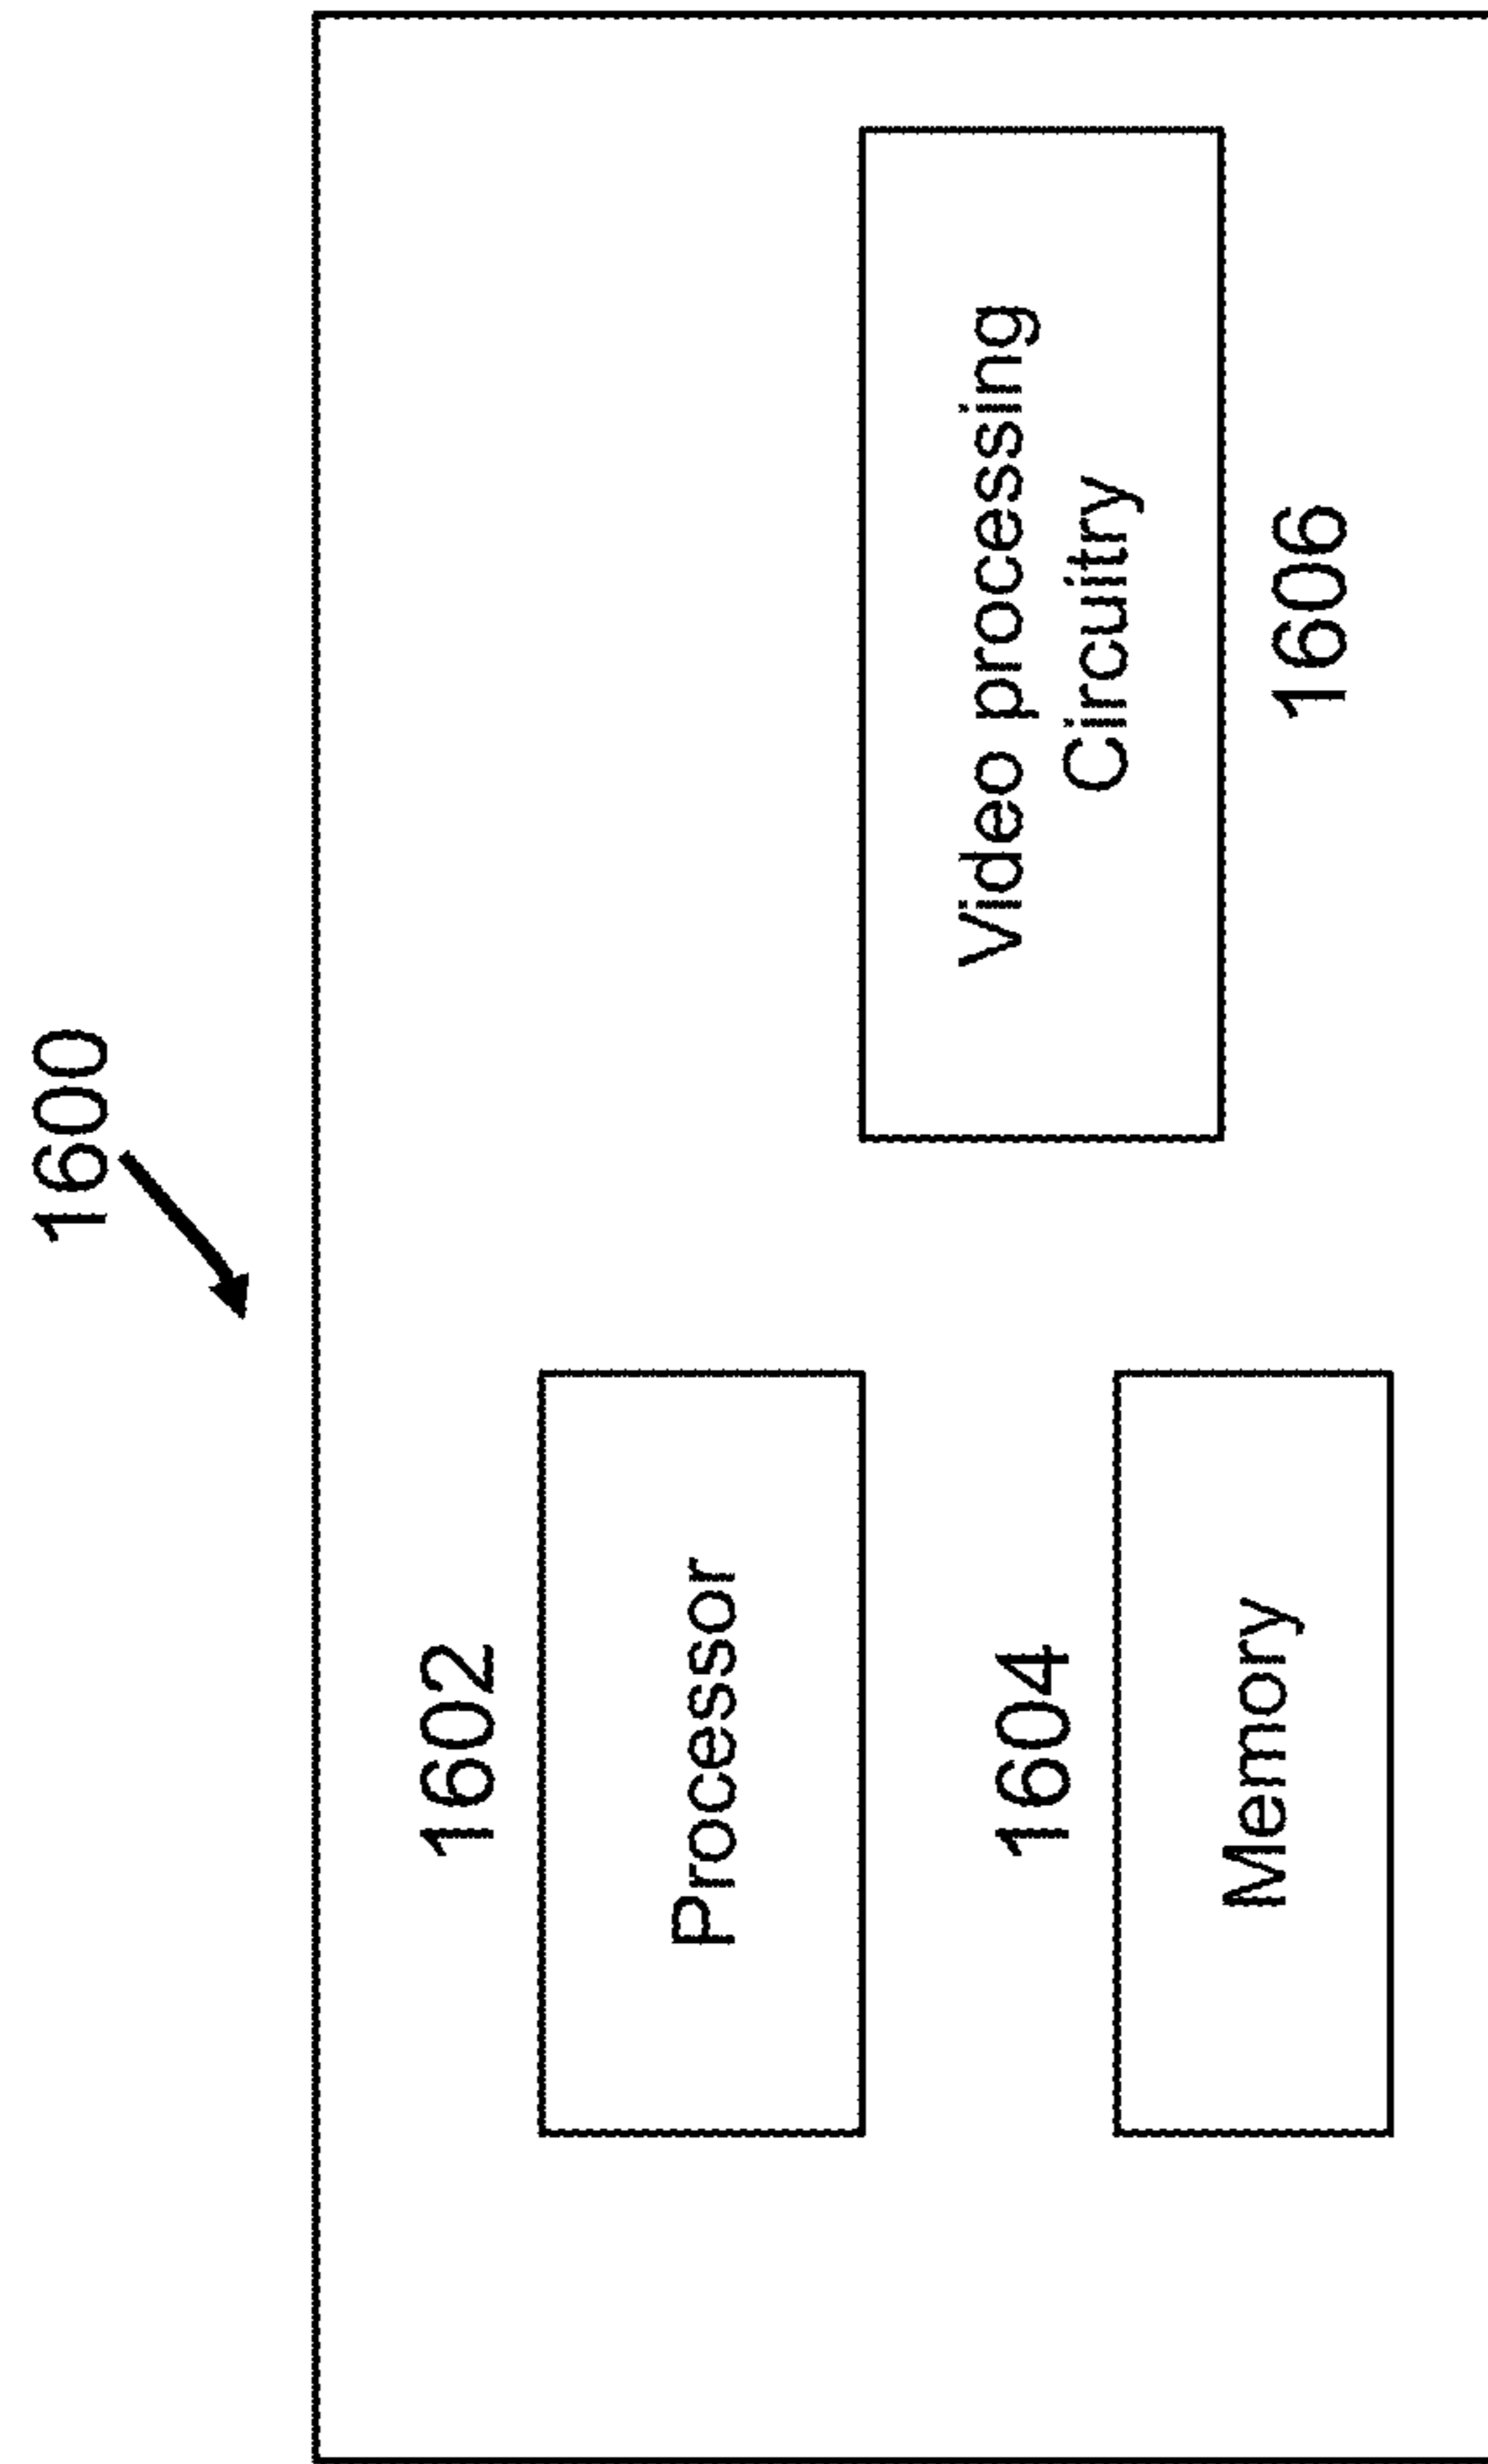 1600
1602
Processor
1604
Memory
Video processing
Circuitry
1606